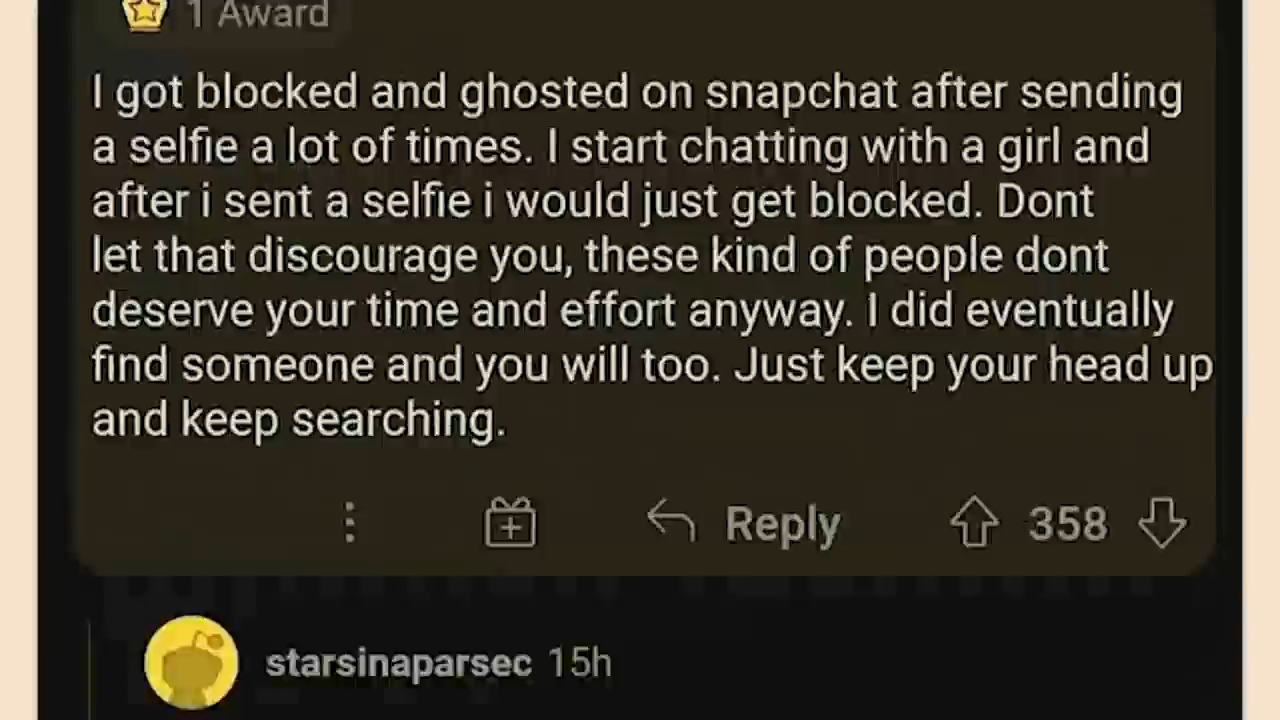 1 Award
I got blocked and ghosted on snapchat after sending
a selfie a lot of times. I start chatting with a girl and
after i sent a selfie i would just get blocked. Dont
let that discourage you, these kind of people dont
deserve your time and effort anyway. I did eventually
find someone and you will too. Just keep your head up
and keep searching.
Reply 358
starsinaparsec 15h